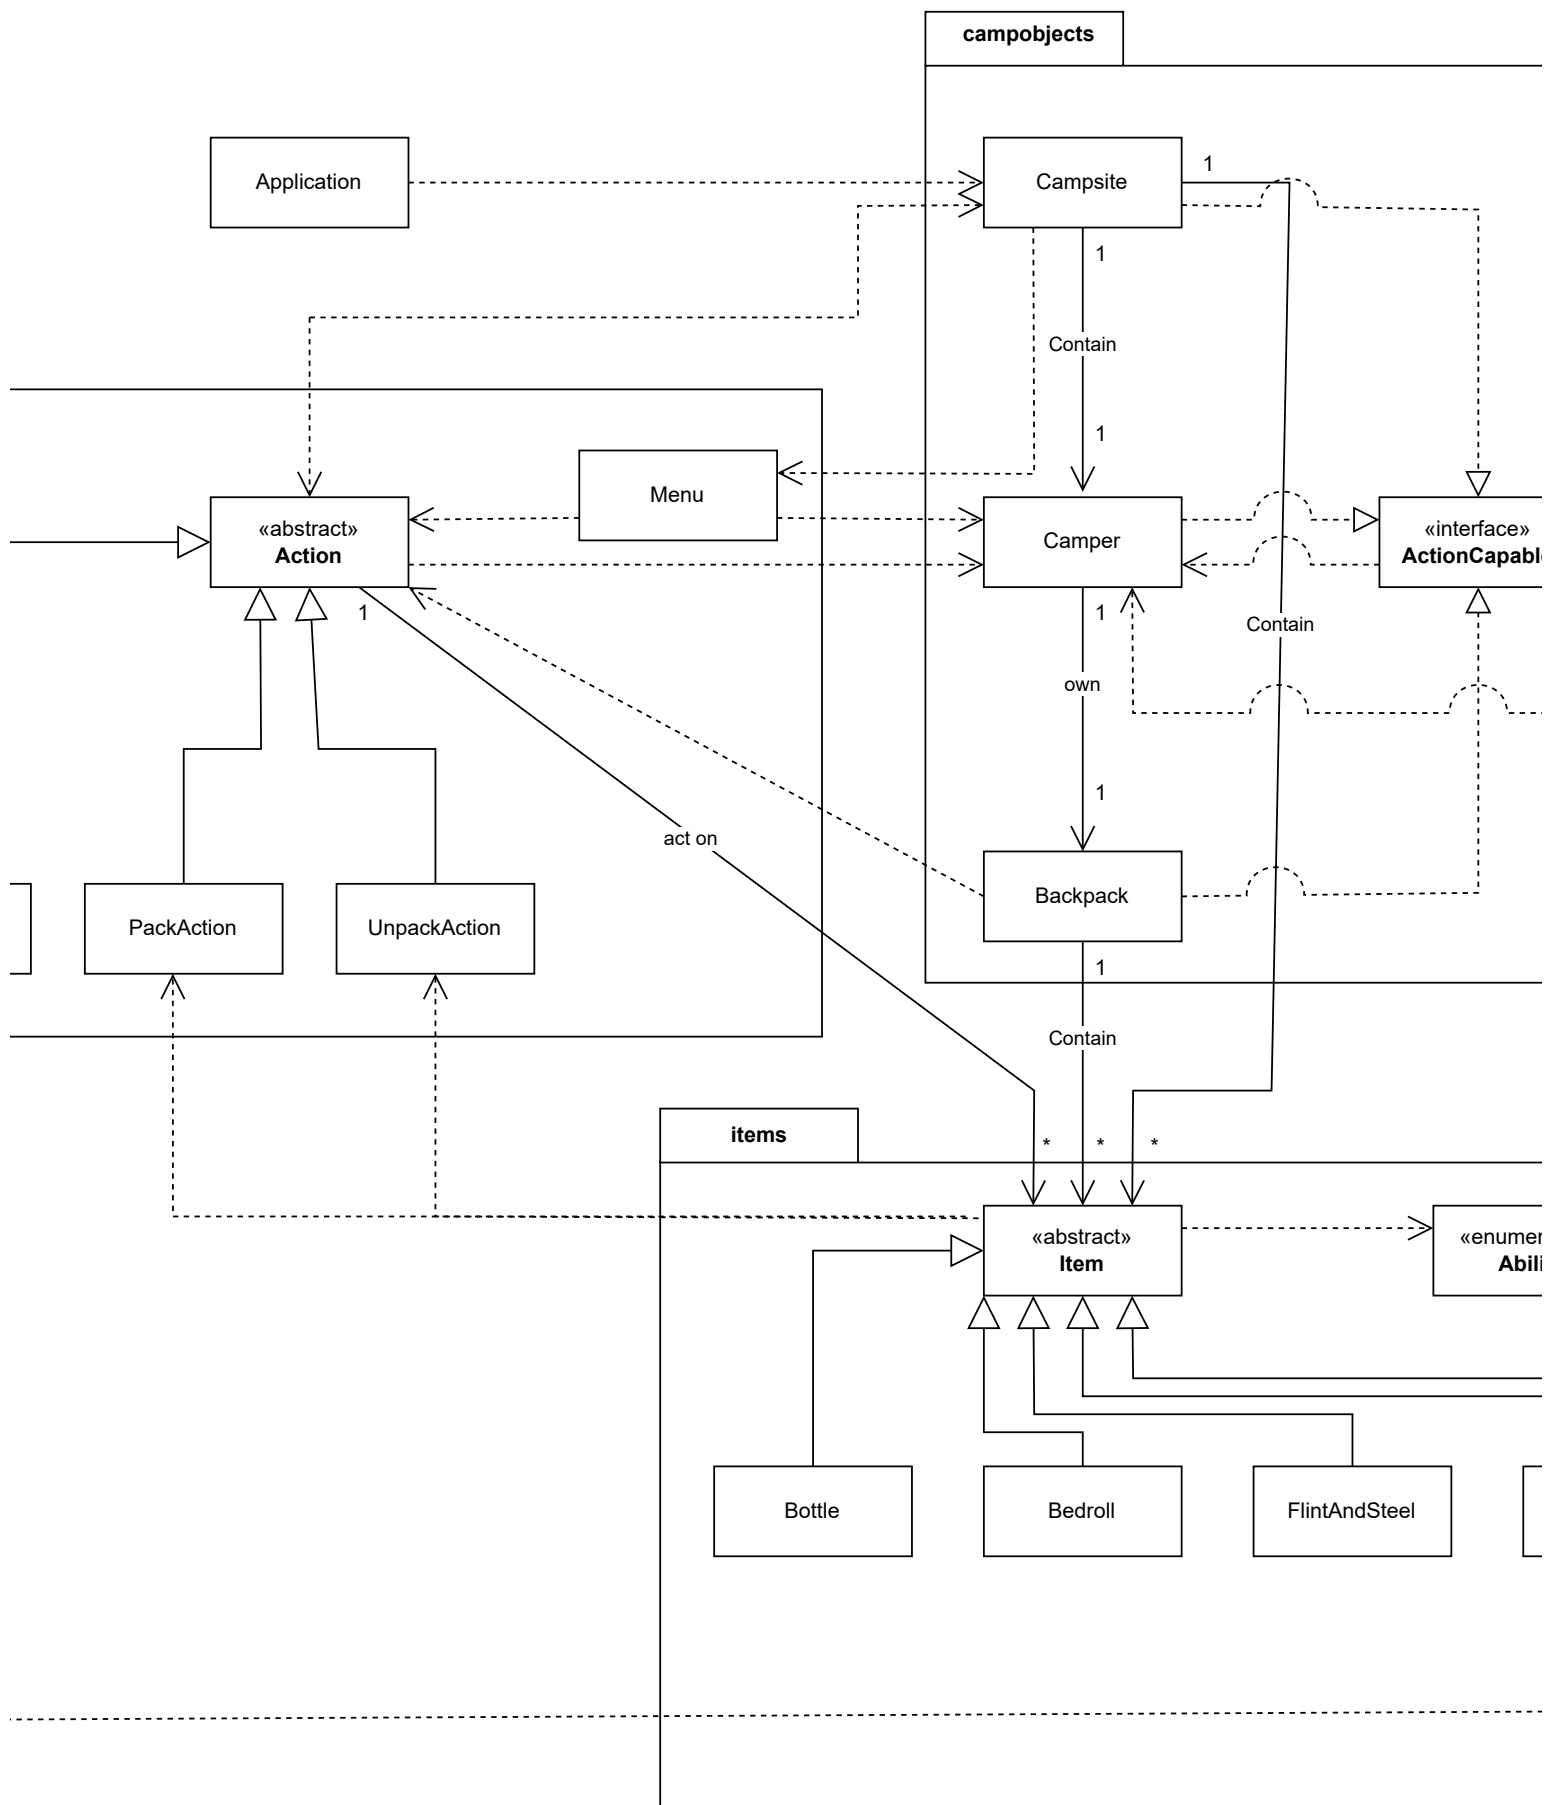 campobjects
Application
Campsite
1
1
Contain
1
Menu
«abstract»
Action
Camper
«interface»
ActionCapabl
1
1
Contain
own
1
act on
PackAction
UnpackAction
Backpack
1
Contain
items
*
*
*
«abstract»
Item
«enumer
Abili
Bottle
Bedroll
FlintAndSteel